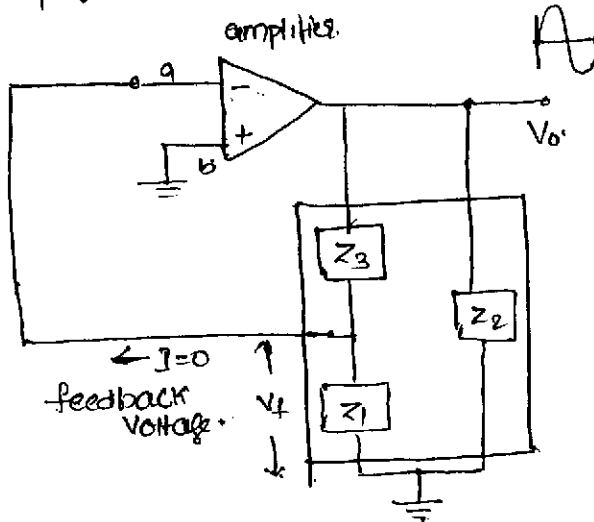 amplifier.
a
-
+
b
Vo.
Z3
Z2
← I=0
feedback
voltage.
Vf
Z1